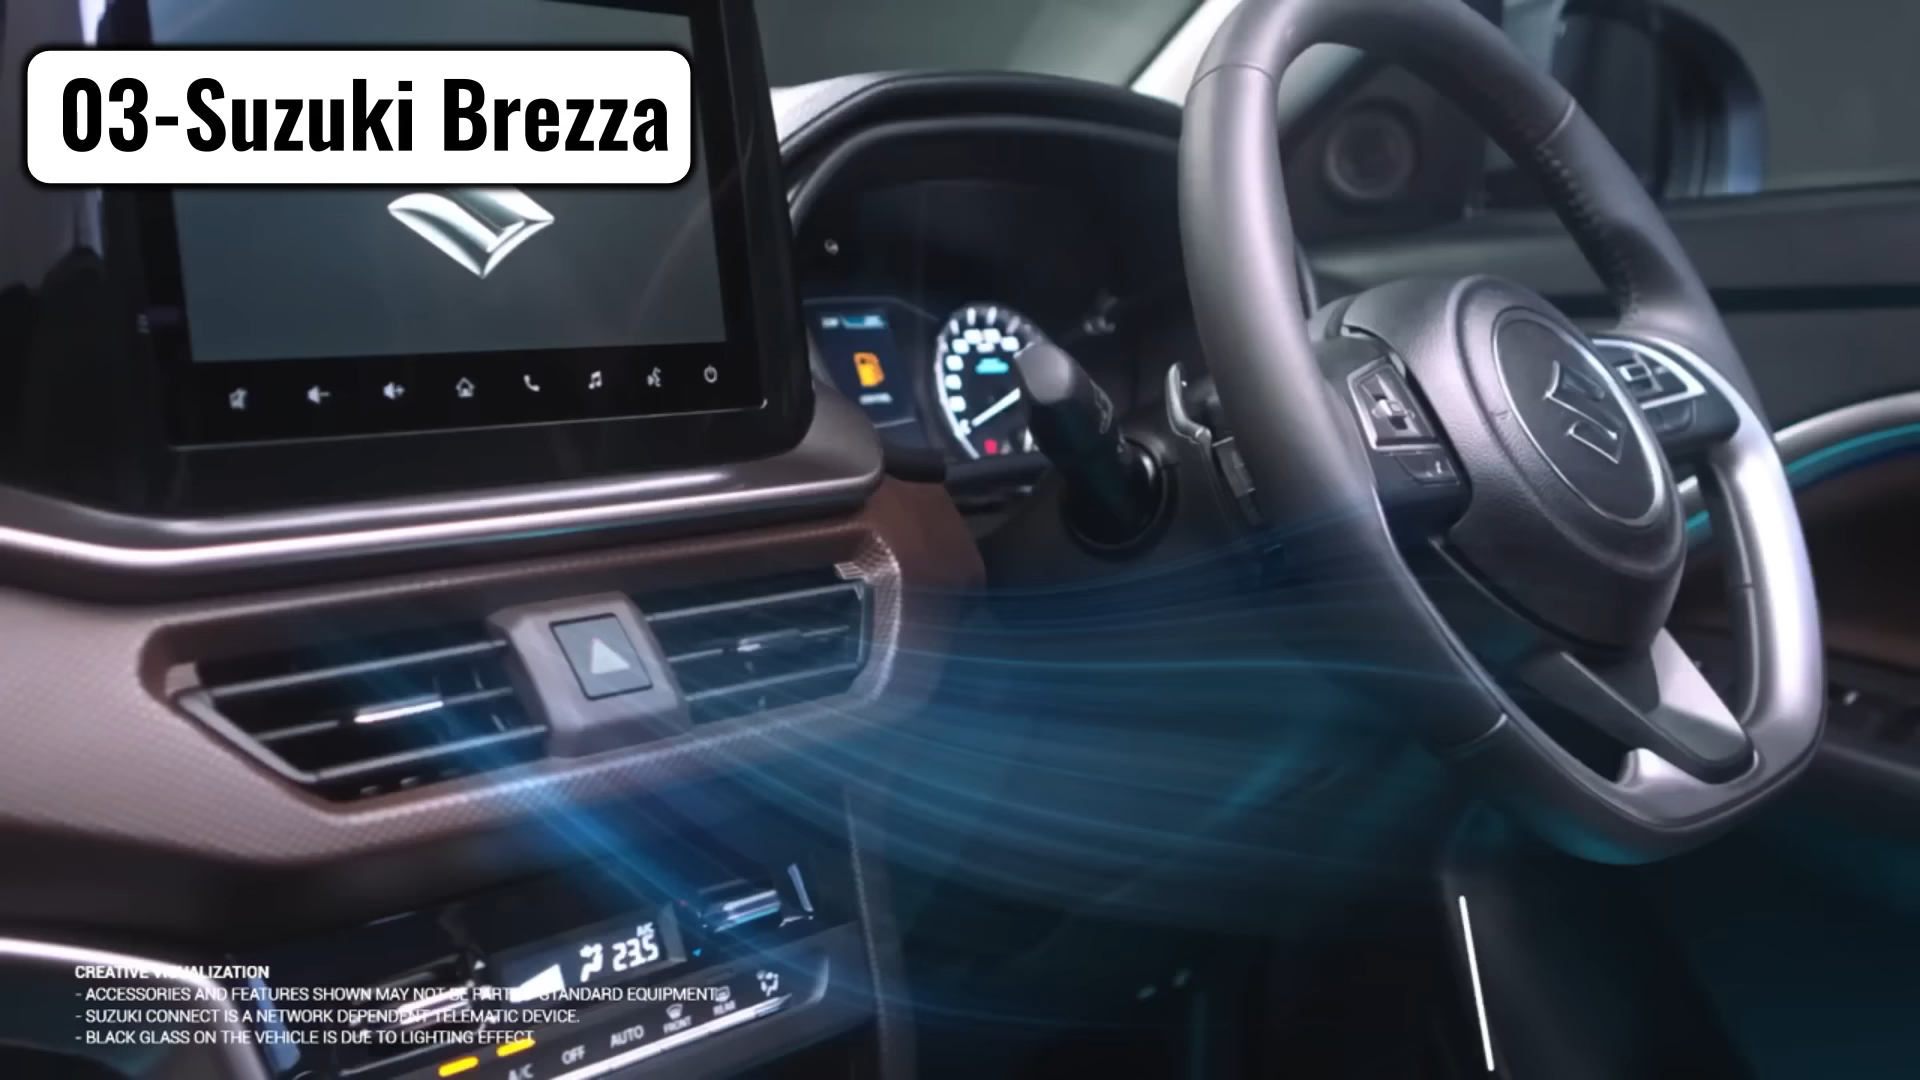 03-Suzuki Brezza
A/C
23.5
CREATIVE VISUALIZATION
- ACCESSORIES AND FEATURES SHOWN MAY NOT BE PART OF STANDARD EQUIPMENT.
- SUZUKI CONNECT IS A NETWORK DEPENDENT TELEMATIC DEVICE.
- BLACK GLASS ON THE VEHICLE IS DUE TO LIGHTING EFFECT
A/C OFF AUTO FRONT REAR